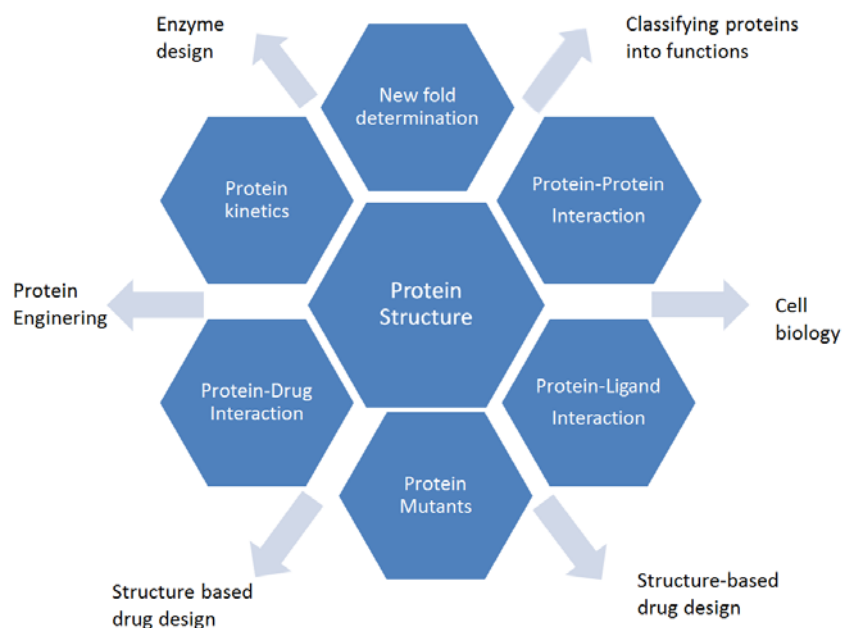 Enzyme
design
Classifying proteins
into functions
New fold
determination
Protein
kinetics
Protein-Protein
Interaction
Protein
Enginering
Protein
Structure
Cell
biology
Protein-Drug
Interaction
Protein-Ligand
Interaction
Protein
Mutants
Structure based
drug design
Structure-based
drug design